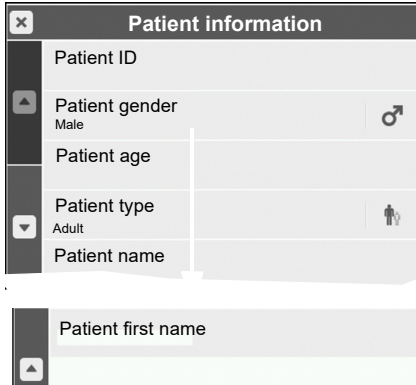 Patient information
Patient ID
Patient gender
Male
Patient age
Patient type
Adult
Patient name
Patient first name